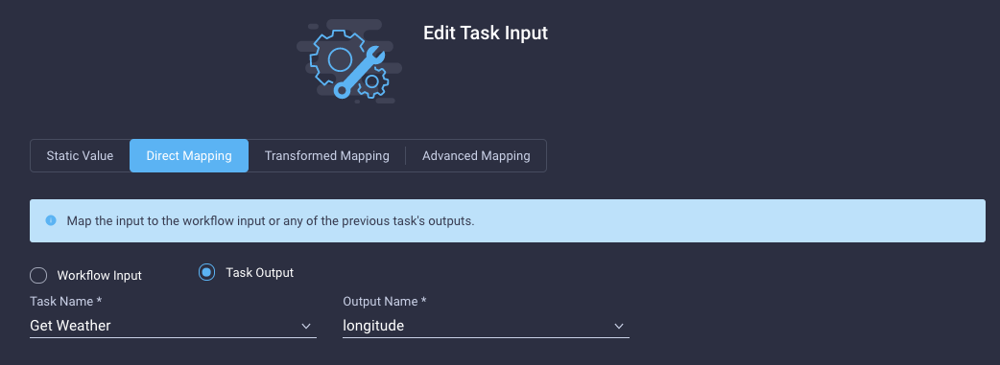 Edit Task Input
Static Value Direct Mapping Transformed Mapping Advanced Mapping
Map the input to the workflow input or any of the previous task's outputs.
Workflow Input Task Output
Task Name * Output Name *
Get Weather longitude